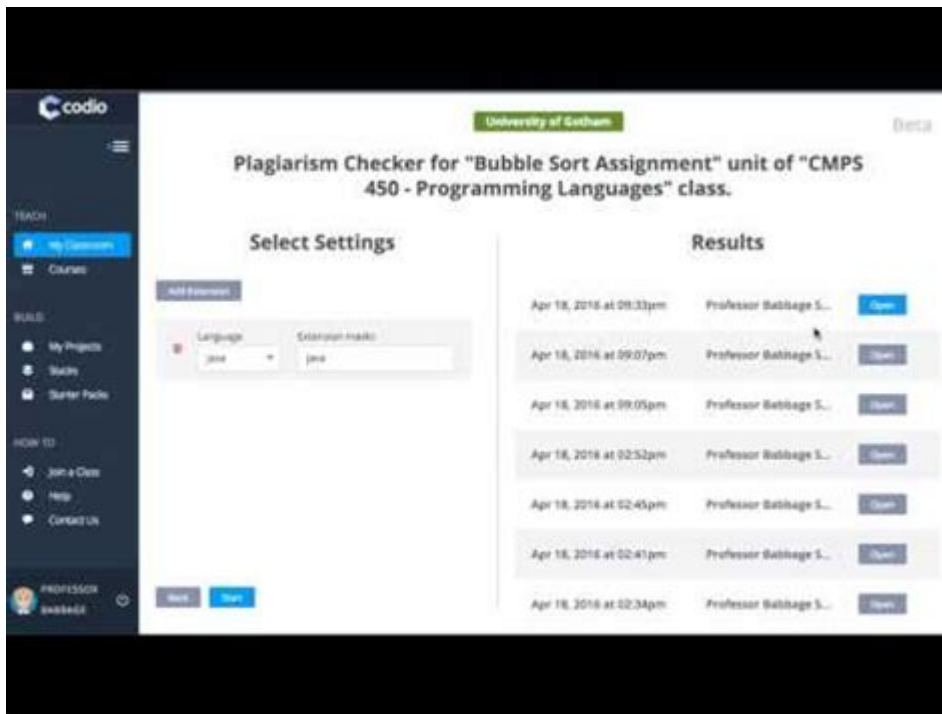 codio
University of Gotham
Beta
Plagiarism Checker for "Bubble Sort Assignment" unit of "CMPS
450 - Programming Languages" class.
TEACH
My Classroom
Courses
BUILD
My Projects
Stacks
Starter Packs
HOW TO
Join a Class
Help
Contact Us
PROFESSOR
BABBAGE
Select Settings
Add Extension
Language
Extension masks
Java
java
Back
Start
Results
Apr 18, 2016 at 09:33pm Professor Babbage S... Open
Apr 18, 2016 at 09:07pm Professor Babbage S... Open
Apr 18, 2016 at 09:05pm Professor Babbage S... Open
Apr 18, 2016 at 02:52pm Professor Babbage S... Open
Apr 18, 2016 at 02:45pm Professor Babbage S... Open
Apr 18, 2016 at 02:41pm Professor Babbage S... Open
Apr 18, 2016 at 02:34pm Professor Babbage S... Open